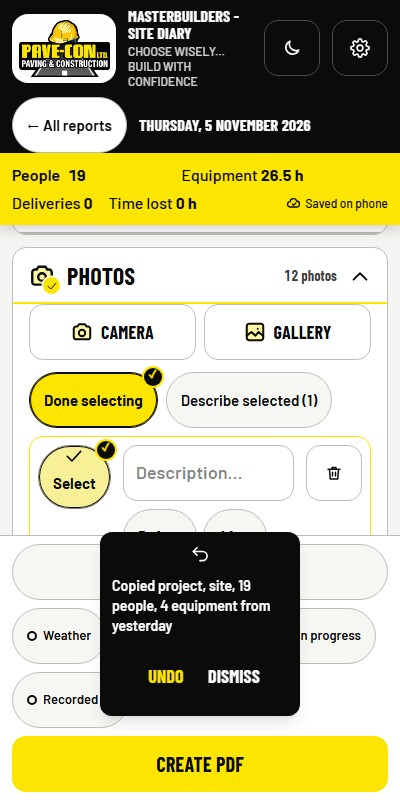 PAVE-CON LTD.
PAVING & CONSTRUCTION
MASTERBUILDERS -
SITE DIARY
CHOOSE WISELY...
BUILD WITH
CONFIDENCE
← All reports
THURSDAY, 5 NOVEMBER 2026
People 19
Equipment 26.5 h
Deliveries 0
Time lost 0 h
Saved on phone
PHOTOS
12 photos
CAMERA
GALLERY
Done selecting
Describe selected (1)
Select
Description...
Copied project, site, 19
people, 4 equipment from
yesterday
UNDO
DISMISS
Weather
n progress
Recorded
CREATE PDF